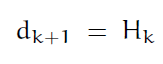 d_{k+1} = H_k